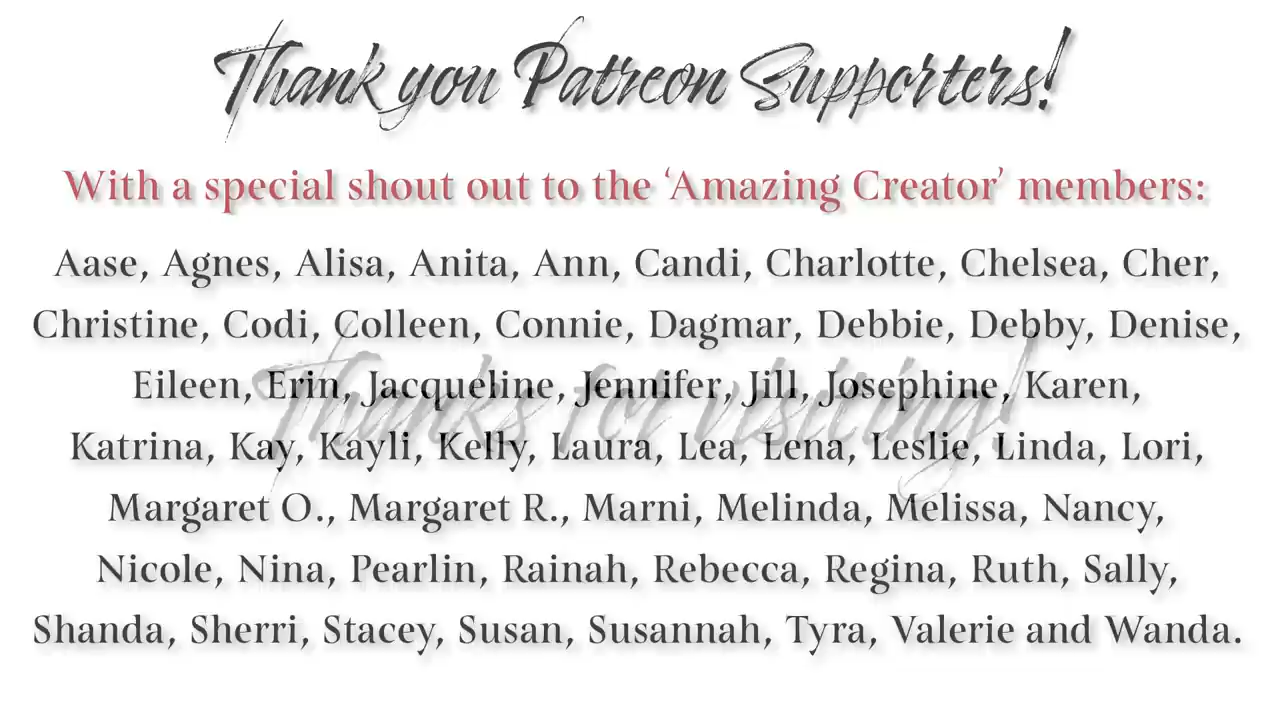 Thank you Patreon Supporters!
With a special shout out to the ‘Amazing Creator’ members:
Aase, Agnes, Alisa, Anita, Ann, Candi, Charlotte, Chelsea, Cher,
Christine, Codi, Colleen, Connie, Dagmar, Debbie, Debby, Denise,
Eileen, Erin, Jacqueline, Jennifer, Jill, Josephine, Karen,
Thanks for visiting!
Katrina, Kay, Kayli, Kelly, Laura, Lea, Lena, Leslie, Linda, Lori,
Margaret O., Margaret R., Marni, Melinda, Melissa, Nancy,
Nicole, Nina, Pearlin, Rainah, Rebecca, Regina, Ruth, Sally,
Shanda, Sherri, Stacey, Susan, Susannah, Tyra, Valerie and Wanda.